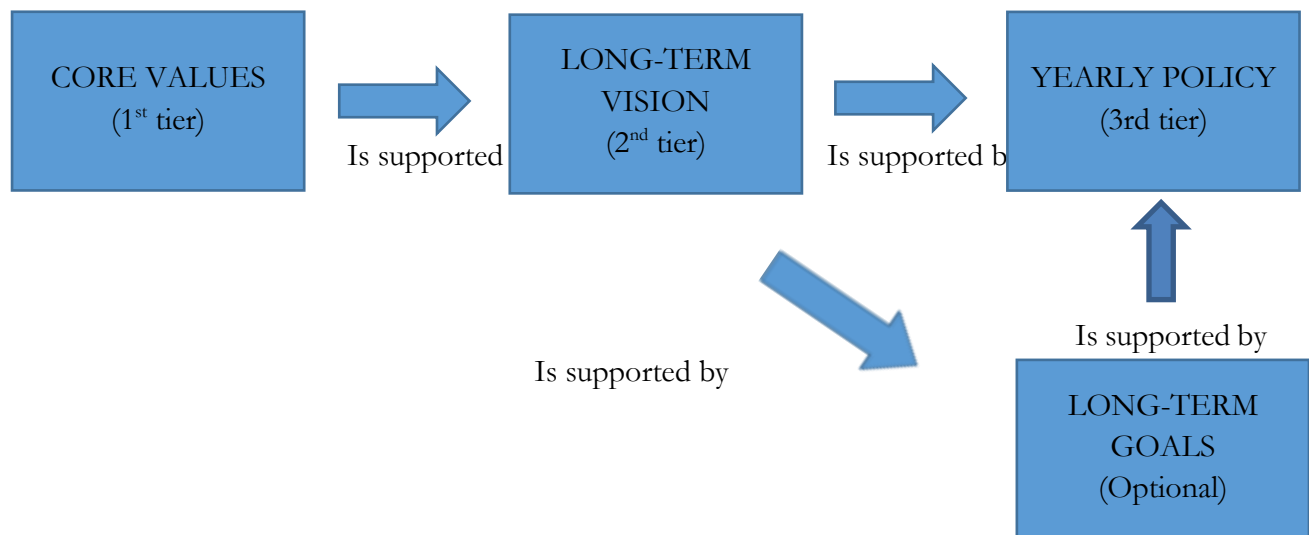 CORE VALUES
(1st tier)
Is supported
LONG-TERM
VISION
(2nd tier)
Is supported b
YEARLY POLICY
(3rd tier)
Is supported by
Is supported by
LONG-TERM
GOALS
(Optional)